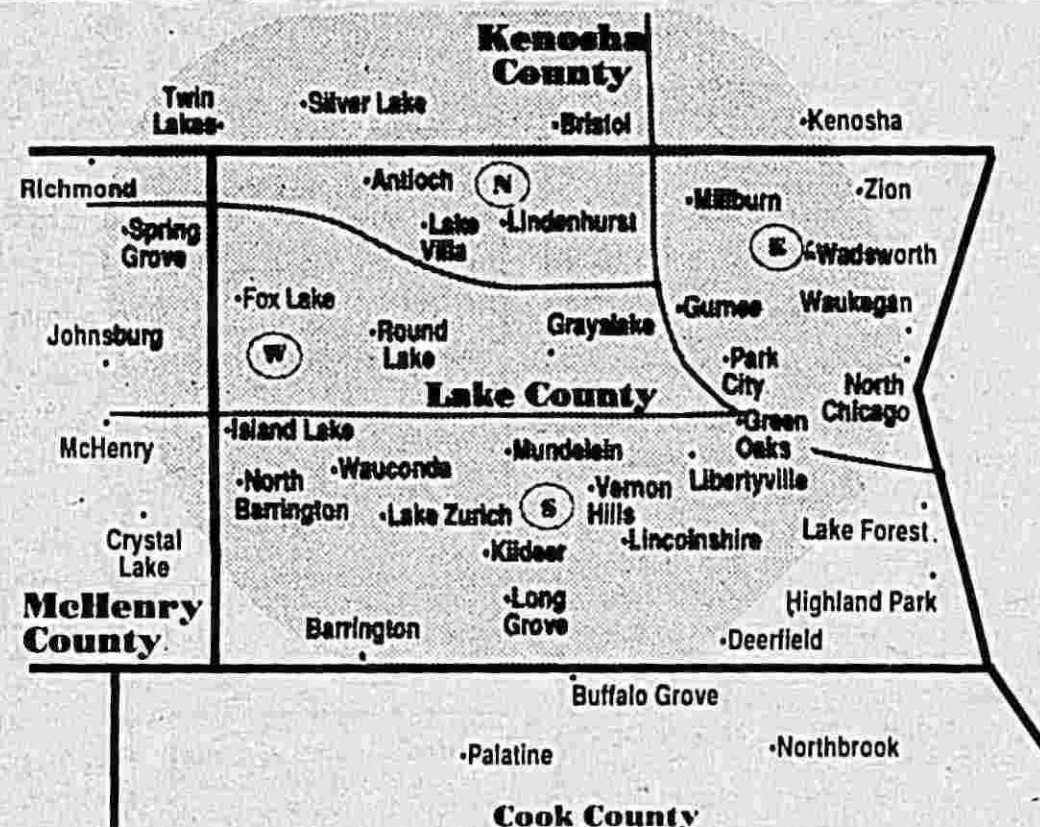 Kenosha
County
Twin
Lakes
Silver Lake
Bristol
Kenosha
Richmond
Antioch
N
Millburn
Zion
Spring
Grove
Lake
Villa
Lindenhurst
E
Wadsworth
Fox Lake
Gurnee
Waukegan
Johnsburg
W
Round
Lake
Grayslake
Park
City
North
Chicago
Lake County
McHenry
Island Lake
Green
Oaks
North
Barrington
Wauconda
Mundelein
Libertyville
Lake Zurich
S
Vernon
Hills
Crystal
Lake
Kildeer
Lincolnshire
Lake Forest
McHenry
County
Barrington
Long
Grove
Highland Park
Deerfield
Buffalo Grove
Palatine
Northbrook
Cook County